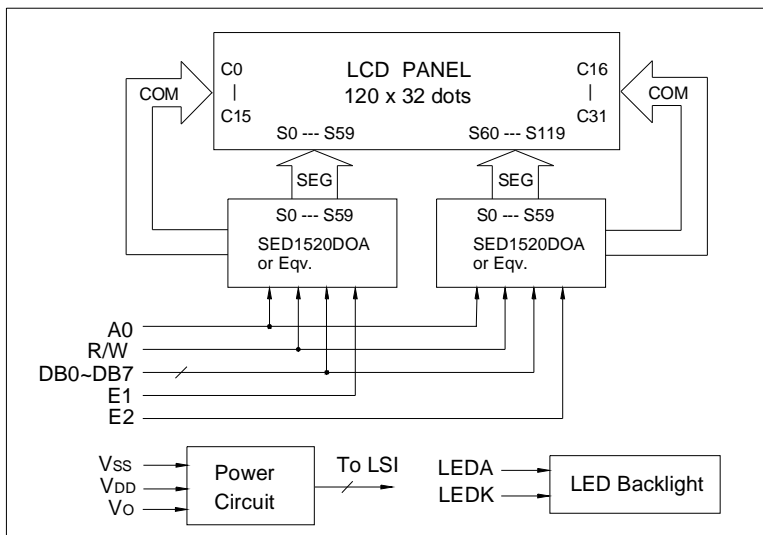 LCD PANEL
120 x 32 dots
C0
|
C15
C16
|
C31
COM
COM
S0 --- S59
S60 --- S119
SEG
SEG
S0 --- S59
SED1520DOA
or Eqv.
S0 --- S59
SED1520DOA
or Eqv.
A0
R/W
DB0~DB7
E1
E2
VSS
VDD
VO
Power
Circuit
To LSI
LEDA
LEDK
LED Backlight